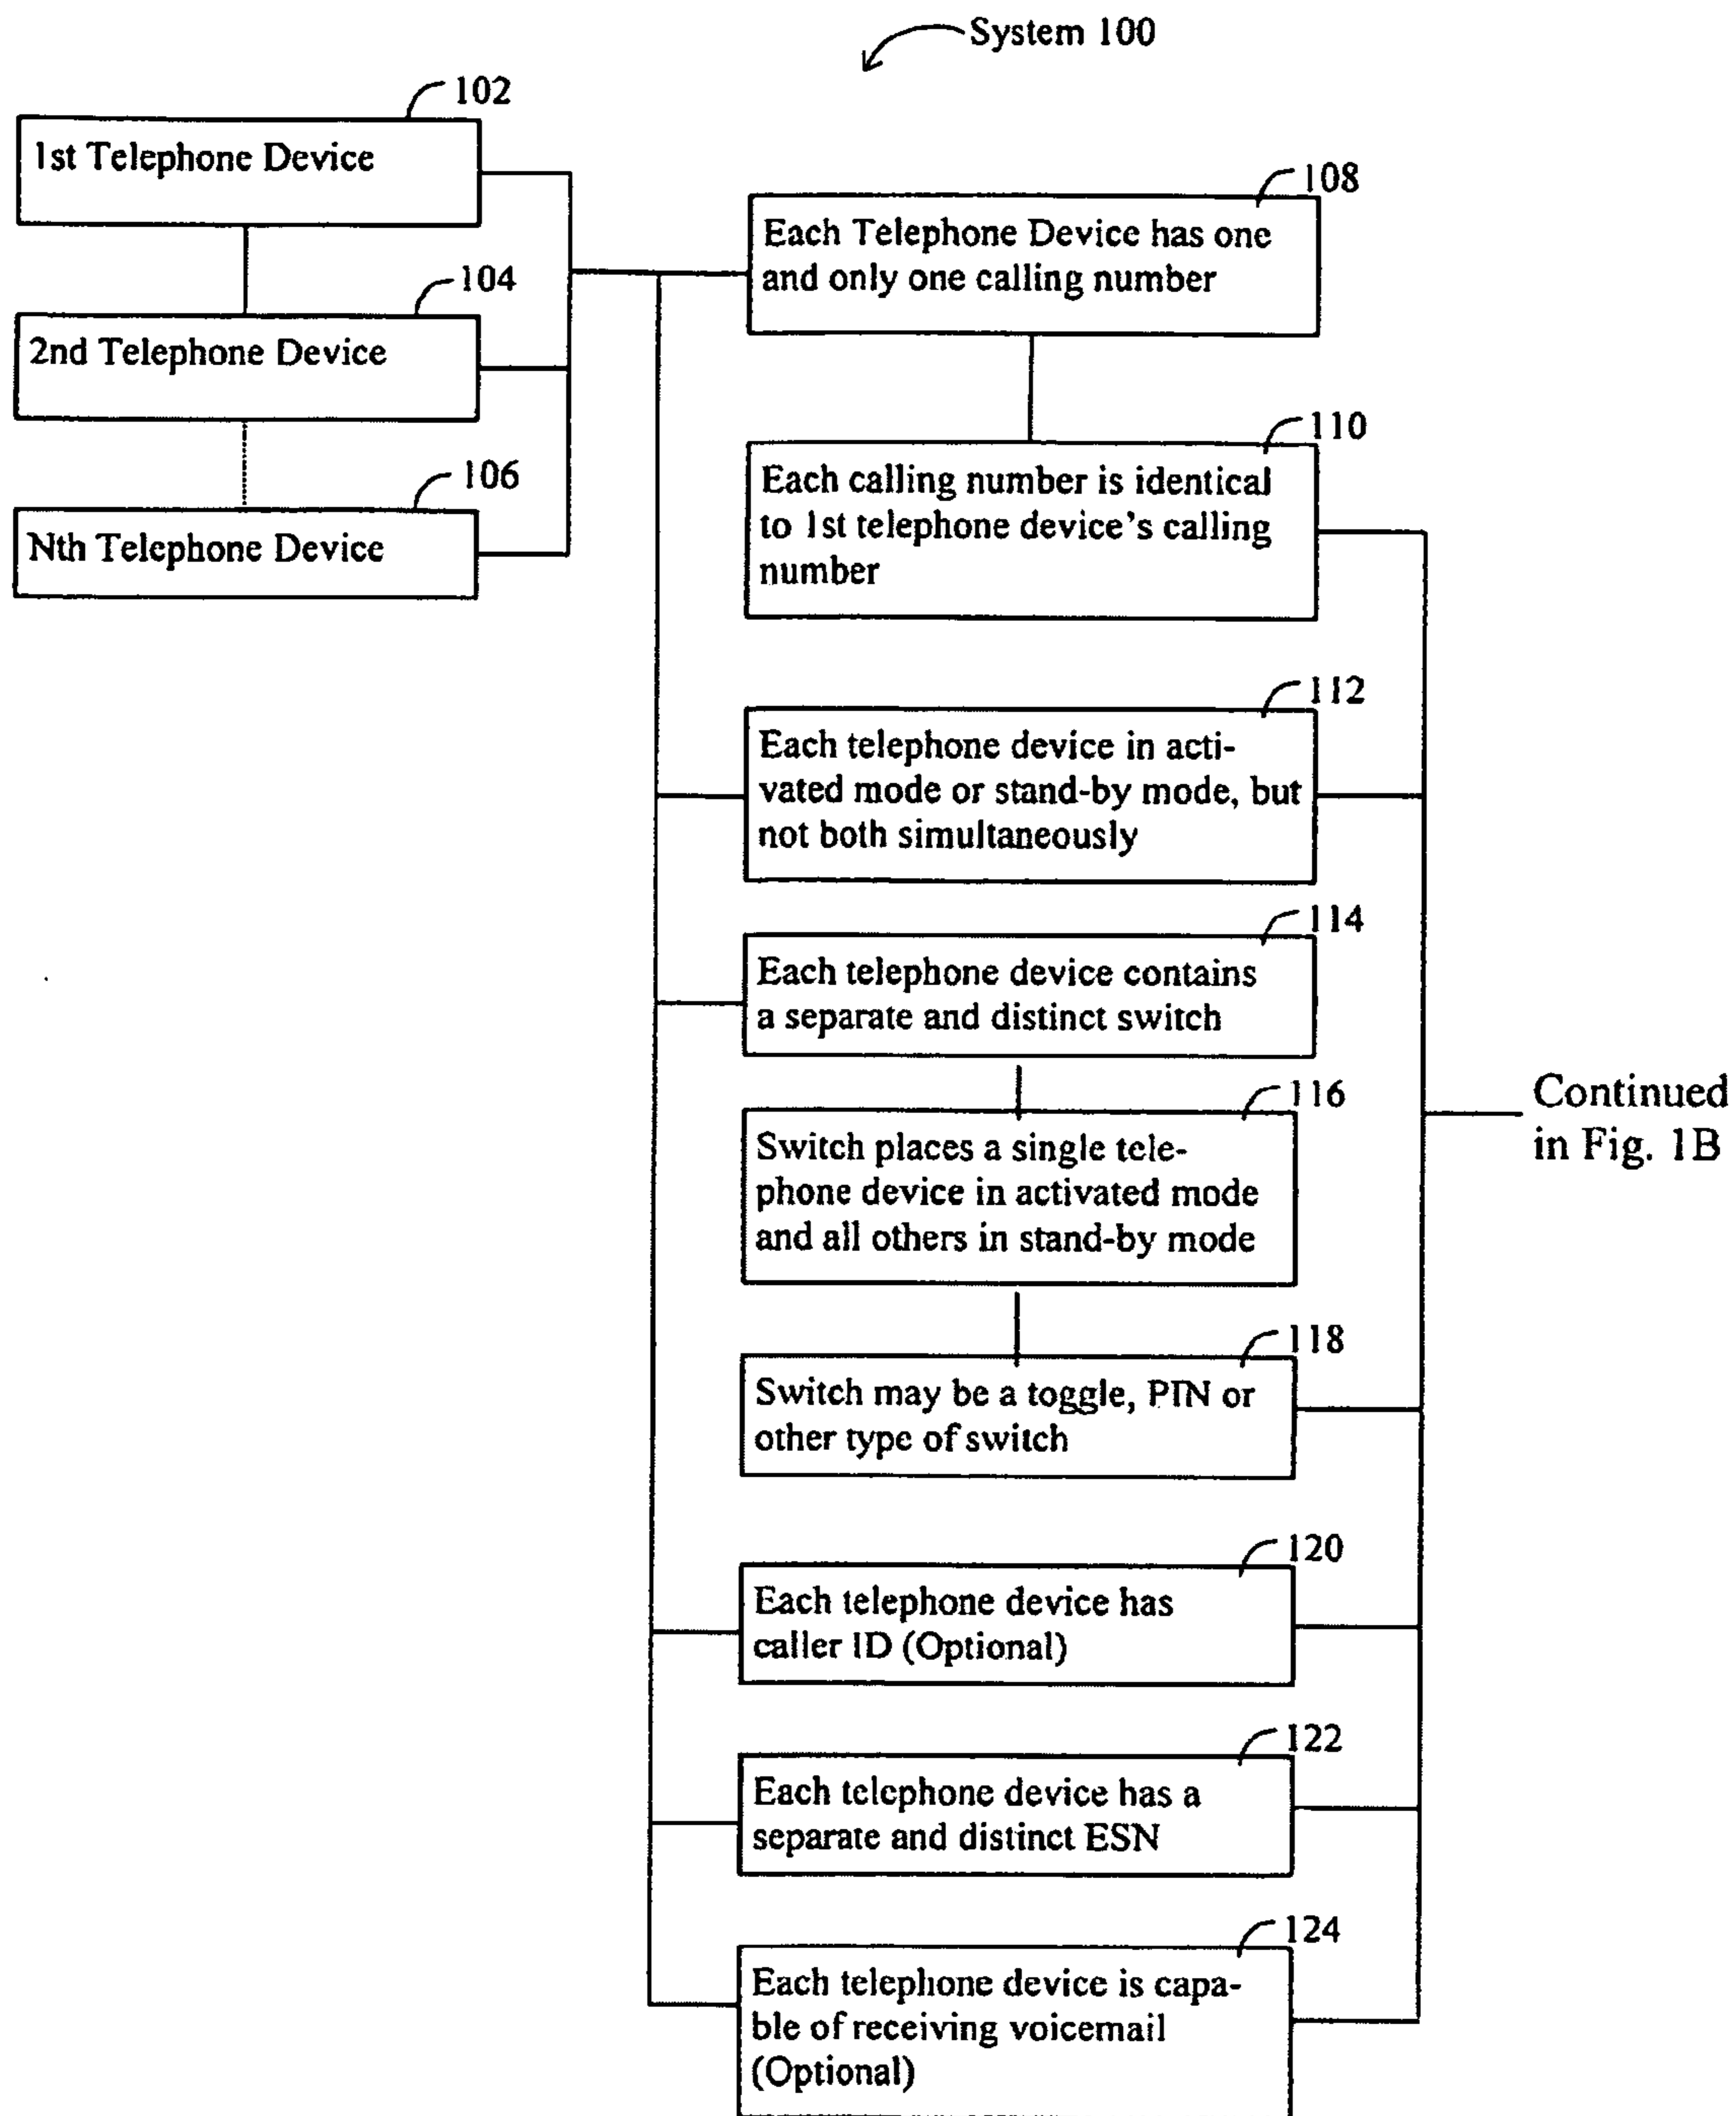 System 100
102
1st Telephone Device
104
2nd Telephone Device
106
Nth Telephone Device
108
Each Telephone Device has one
and only one calling number
110
Each calling number is identical
to 1st telephone device's calling
number
112
Each telephone device in acti-
vated mode or stand-by mode, but
not both simultaneously
114
Each telephone device contains
a separate and distinct switch
116
Switch places a single tele-
phone device in activated mode
and all others in stand-by mode
Continued
in Fig. 1B
118
Switch may be a toggle, PIN or
other type of switch
120
Each telephone device has
caller ID (Optional)
122
Each telephone device has a
separate and distinct ESN
124
Each telephone device is capa-
ble of receiving voicemail
(Optional)